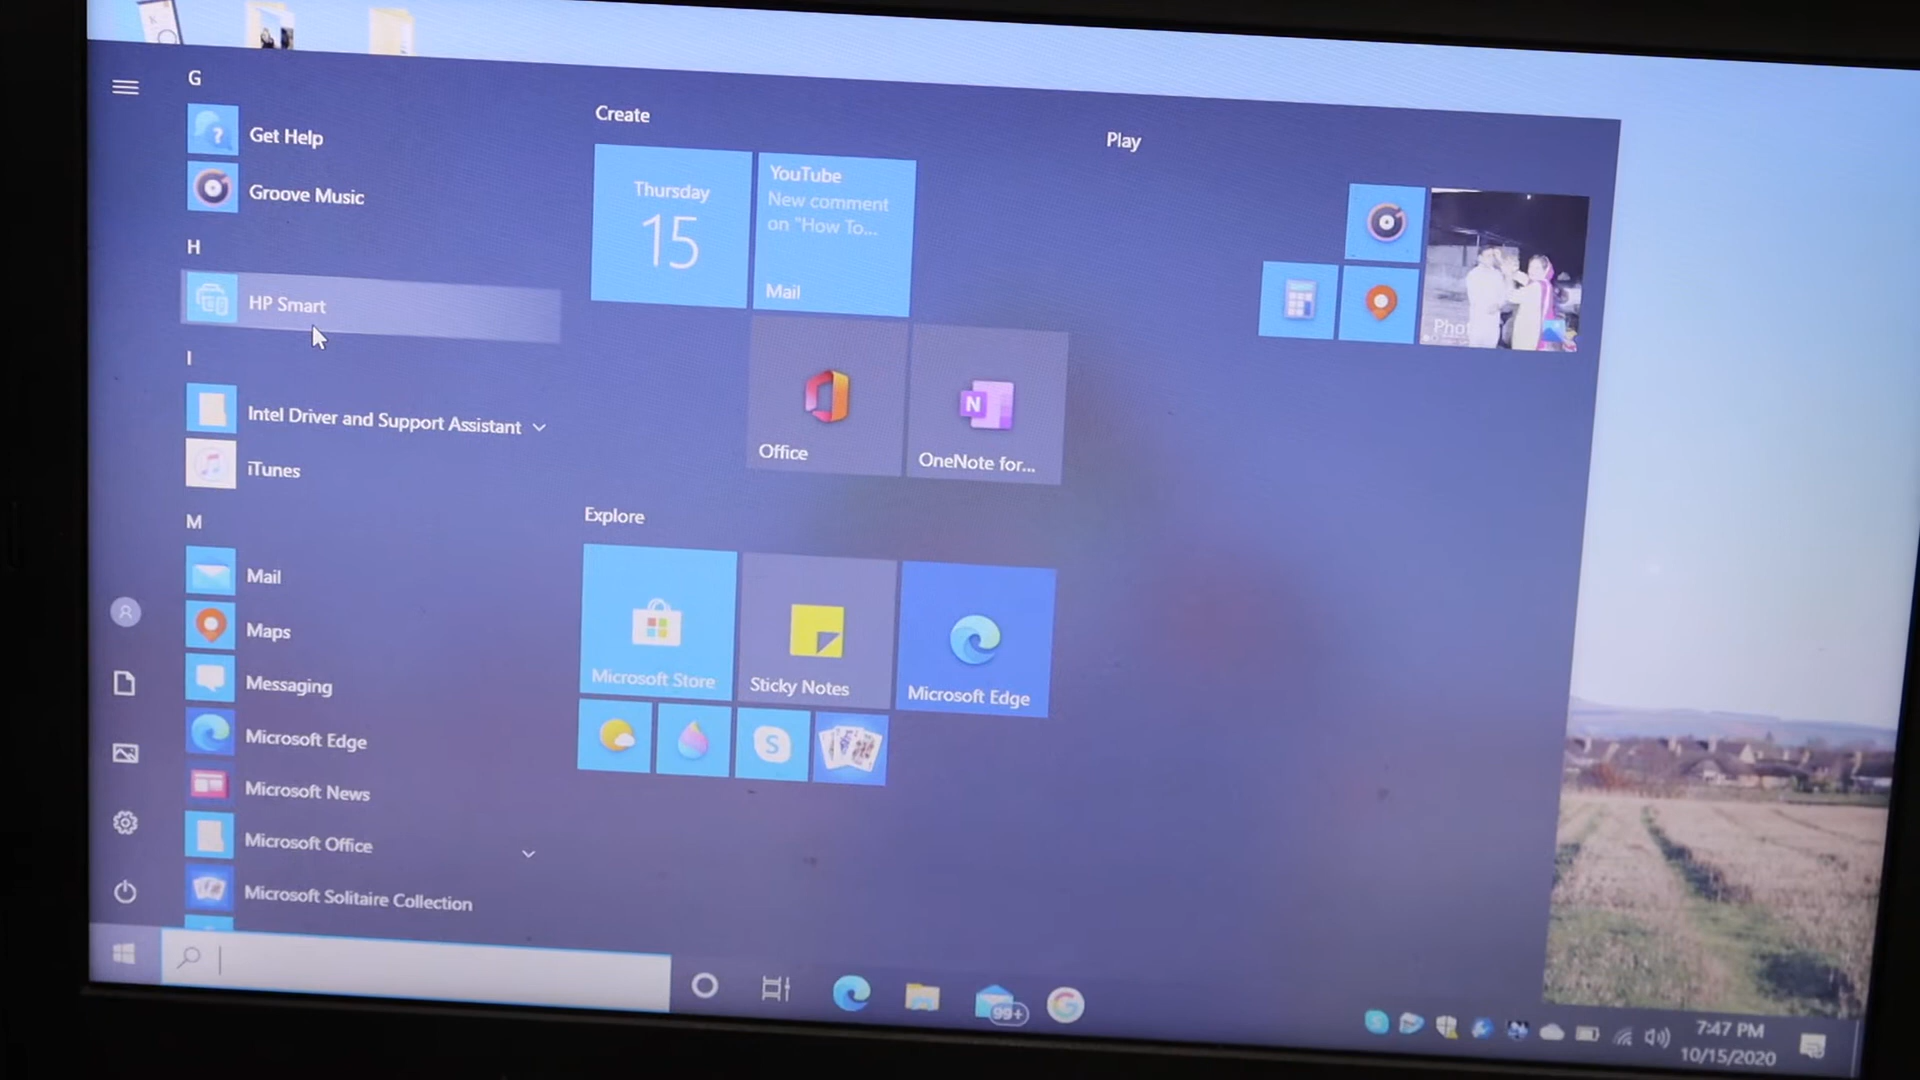 G
Get Help
Groove Music
H
HP Smart
I
Intel Driver and Support Assistant
iTunes
M
Mail
Maps
Messaging
Microsoft Edge
Microsoft News
Microsoft Office
Microsoft Solitaire Collection
Create
Thursday
15
YouTube
New comment
on "How To...
Mail
Office
N
OneNote for...
Explore
Microsoft Store
Sticky Notes
Microsoft Edge
S
Play
99+
G
7:47 PM
10/15/2020